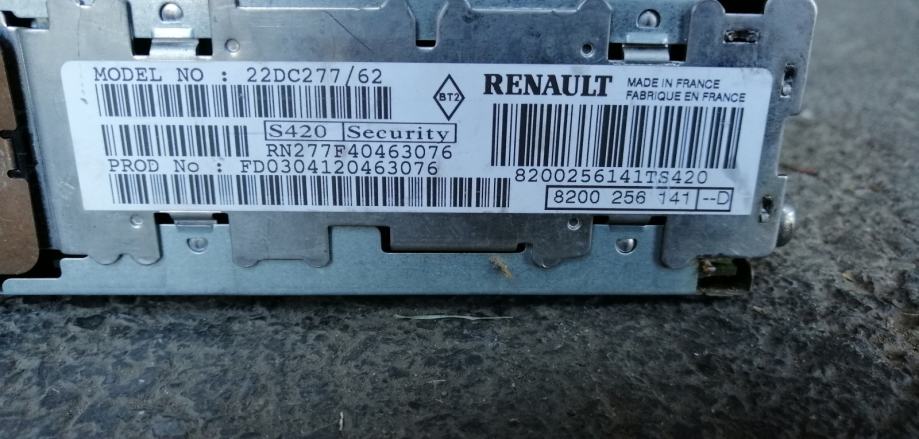 MODEL NO : 22DC277/62
BT2
RENAULT
MADE IN FRANCE
FABRIQUE EN FRANCE
S420 Security
RN277F40463076
PROD No : FD0304120463076
8200256141TS420
8200 256 141 --D